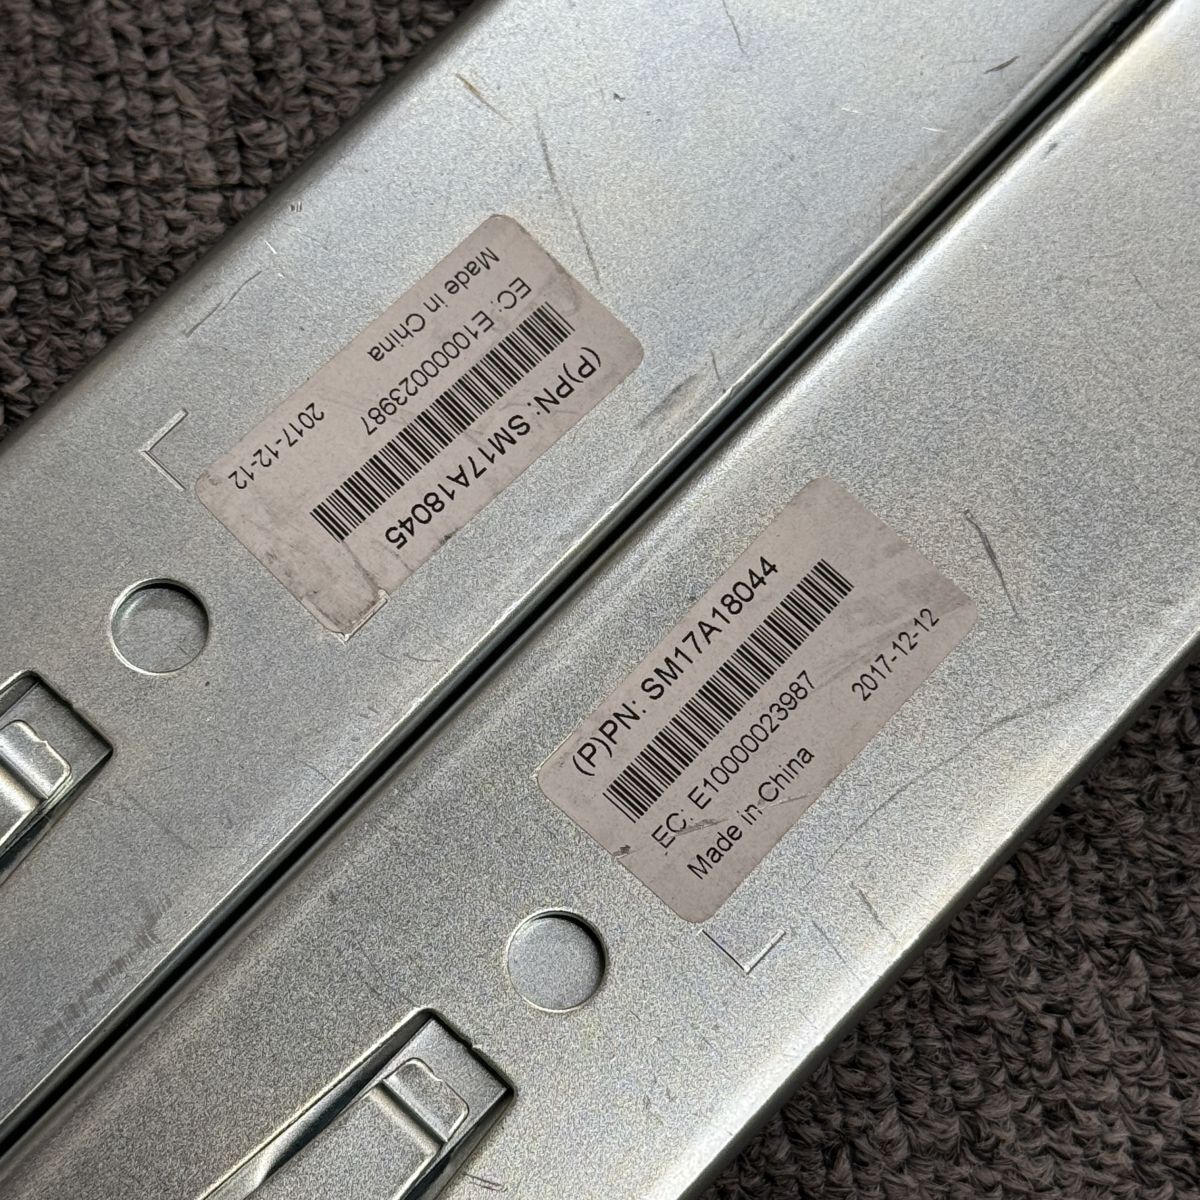 (P)PN: SM17A18045
EC: E10000023987
Made in China
2017-12-12
(P)PN: SM17A18044
EC: E10000023987
Made in China
2017-12-12